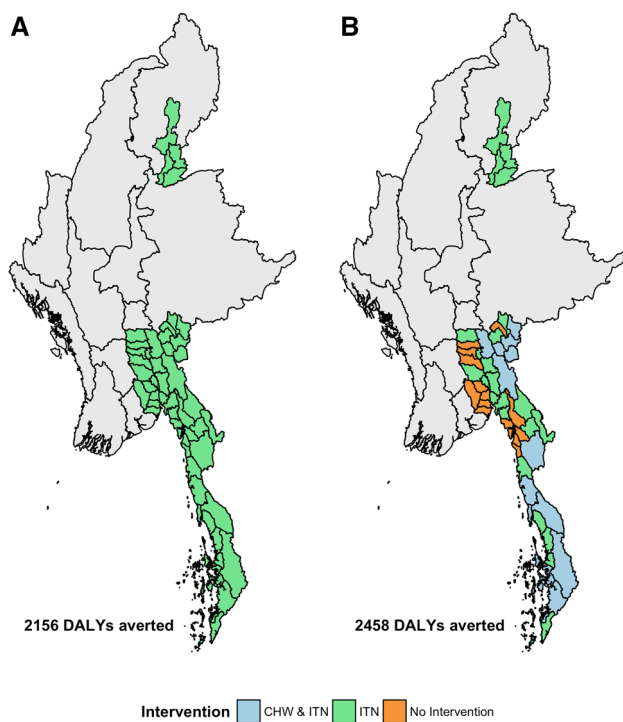 A
B
2156 DALYs averted
2458 DALYs averted
Intervention CHW & ITN ITN No Intervention